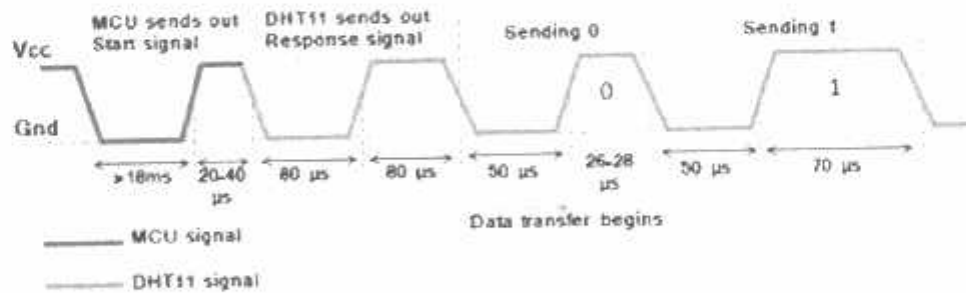 MCU sends out
Start signal
DHT11 sends out
Response signal
Sending 0
Sending 1
Vcc
0
1
Gnd
>18ms
20-40
µs
80 µs
80 µs
50 µs
26-28
µs
50 µs
70 µs
Data transfer begins
MCU signal
DHT11 signal